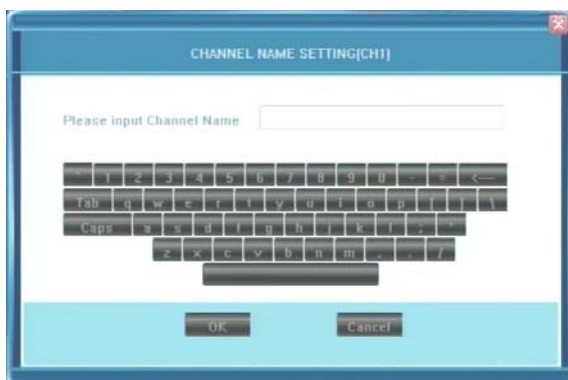 CHANNEL NAME SETTING(CH1)
Please input Channel Name
` 1 2 3 4 5 6 7 8 9 0 - = <—
Tab q w e r t y u i o p [ ] \
Caps a s d f g h j k l ; '
z x c v b n m , . /
OK Cancel